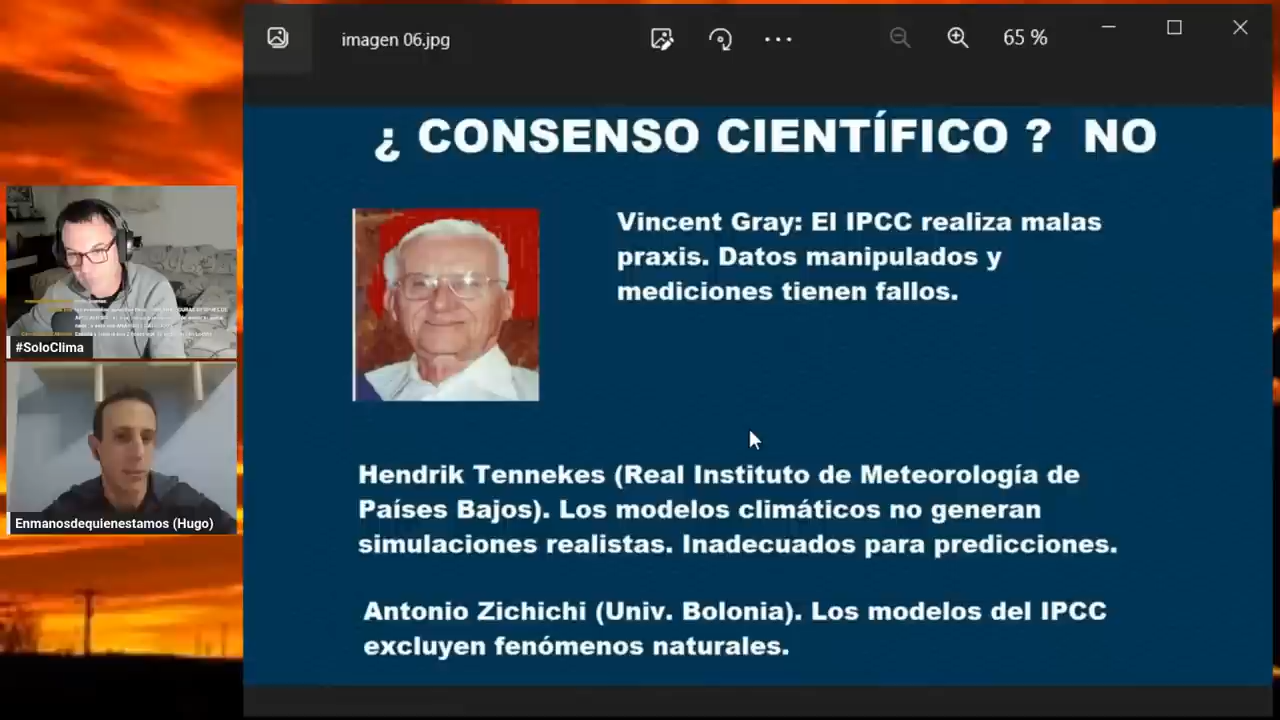 imagen 06.jpg
65 %
¿ CONSENSO CIENTÍFICO ? NO
Vincent Gray: El IPCC realiza malas
praxis. Datos manipulados y
mediciones tienen fallos.
Hendrik Tennekes (Real Instituto de Meteorología de
Países Bajos). Los modelos climáticos no generan
simulaciones realistas. Inadecuados para predicciones.
Antonio Zichichi (Univ. Bolonia). Los modelos del IPCC
excluyen fenómenos naturales.
#SoloClima
Enmanosdequienestamos (Hugo)